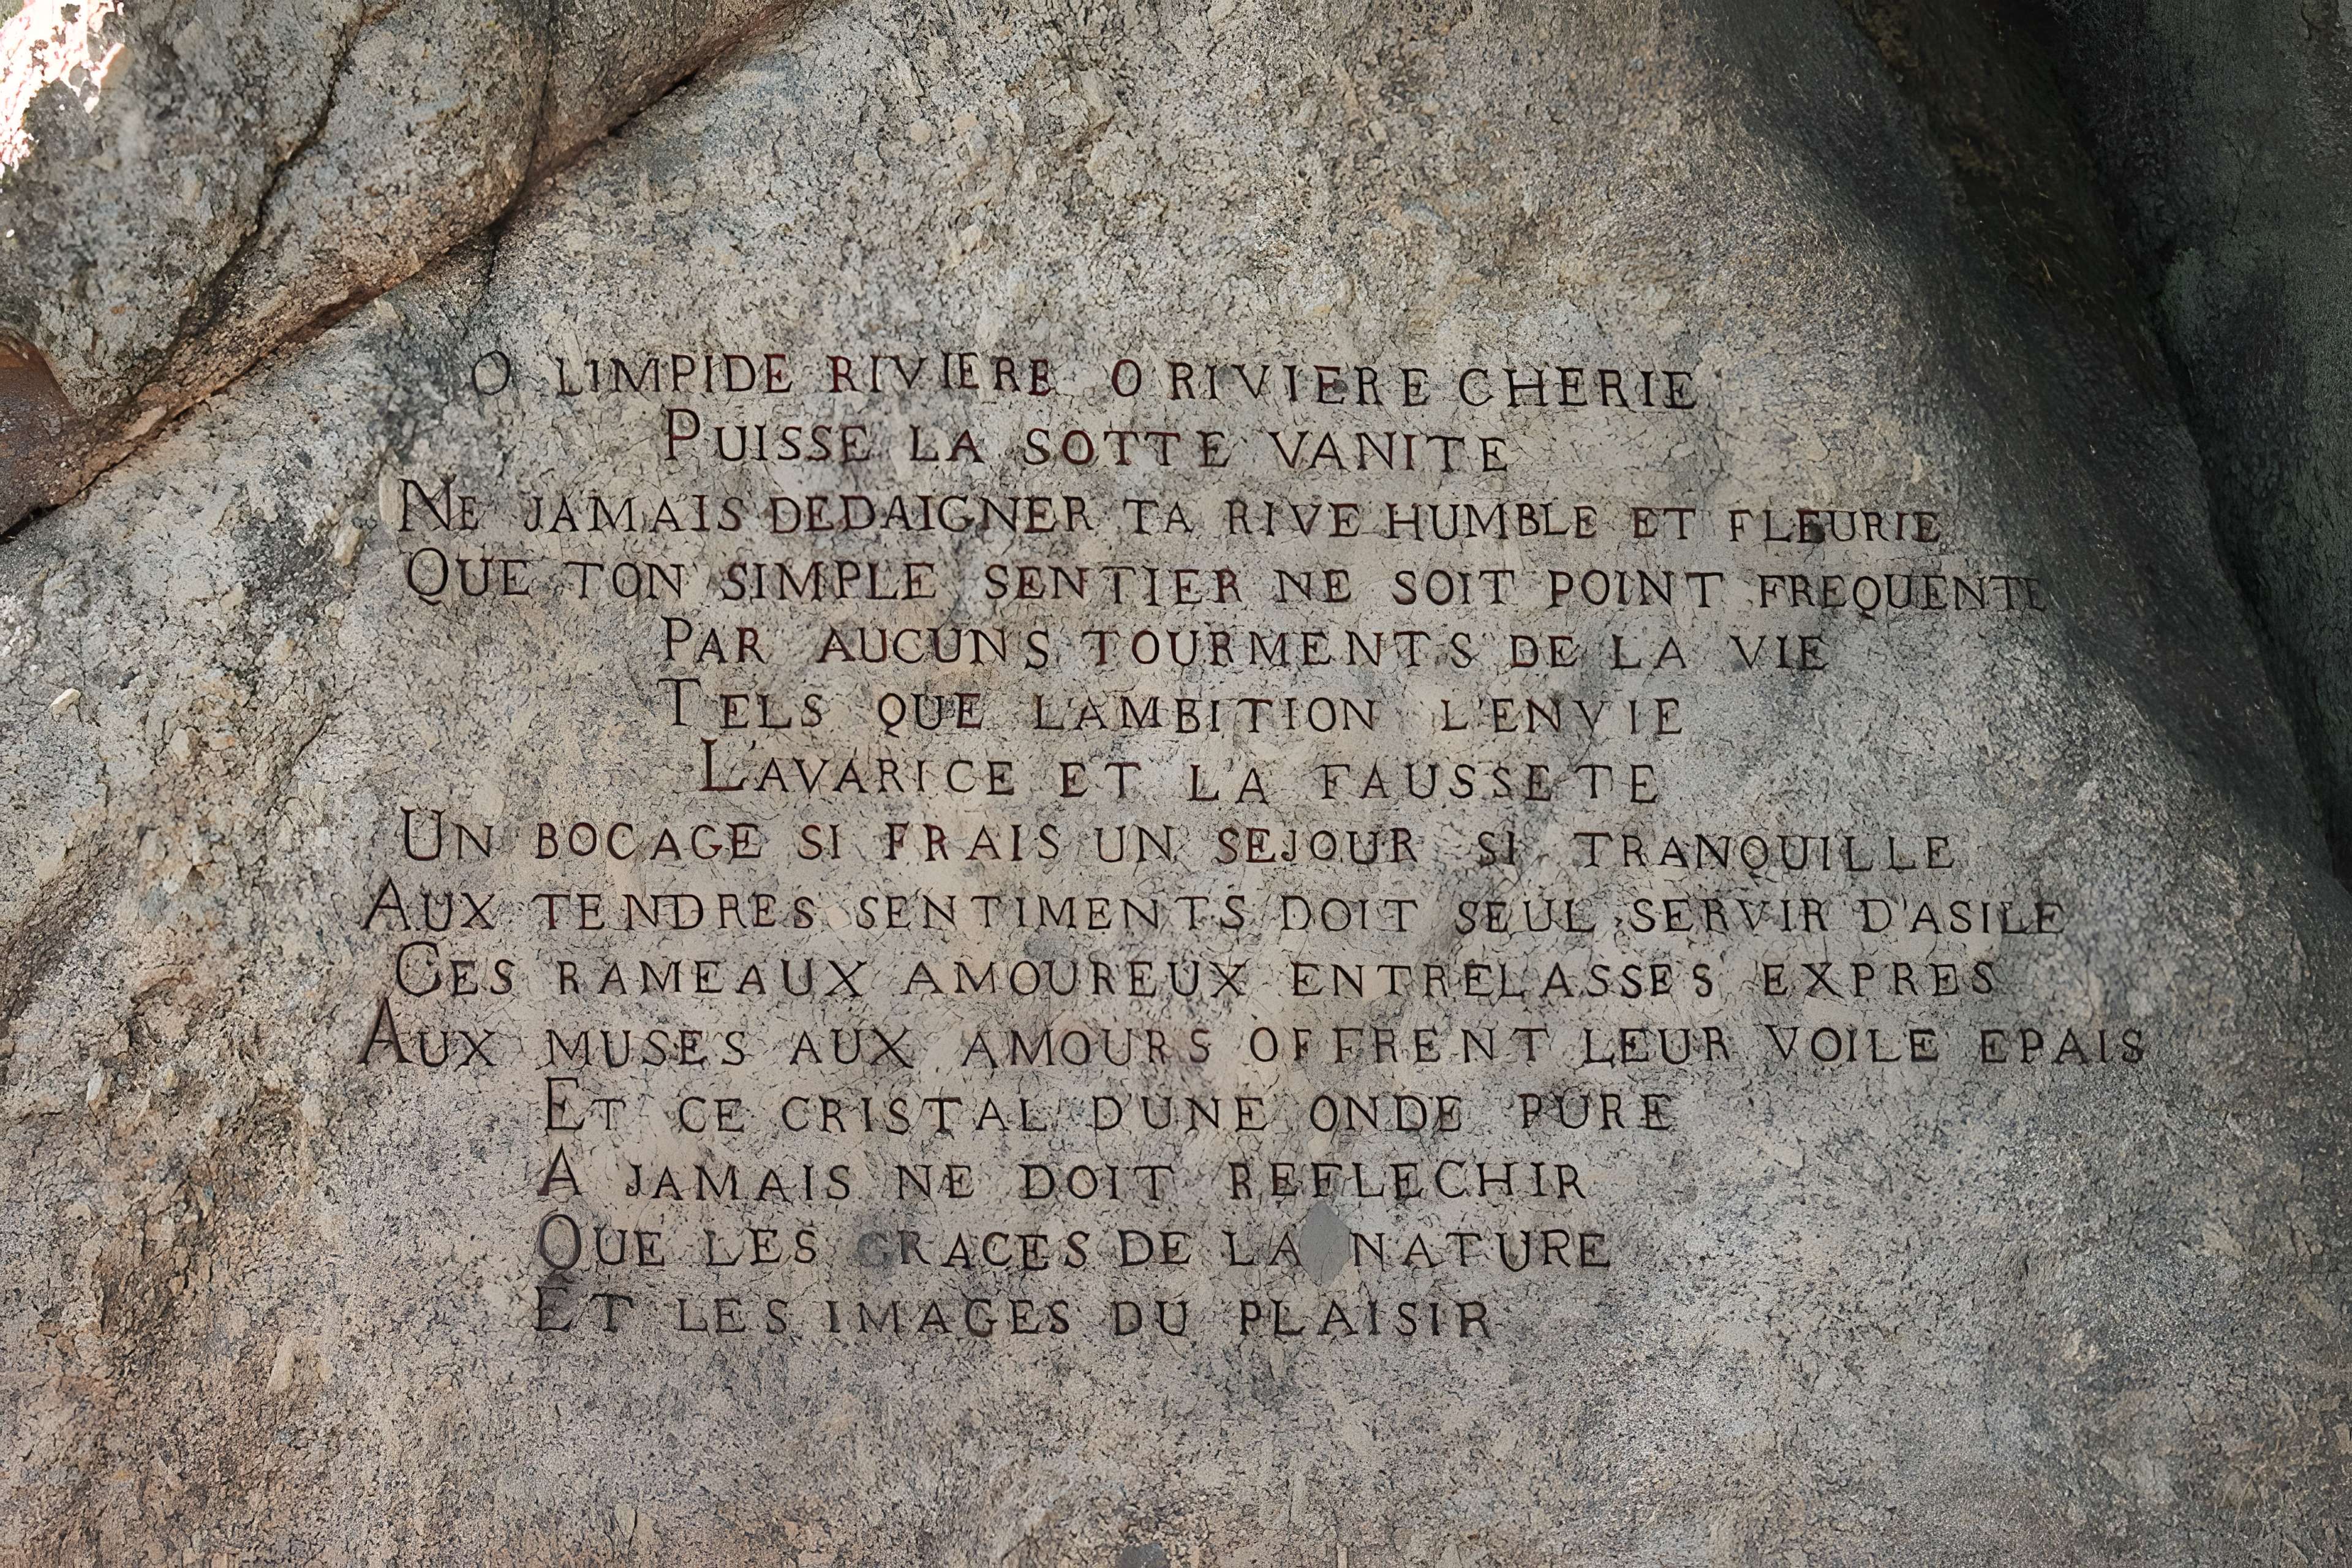 O LIMPIDE RIVIERE O RIVIERE CHERIE
PUISSE LA SOTTE VANITE
NE JAMAIS DEDAIGNER TA RIVE HUMBLE ET FLEURIE
QUE TON SIMPLE SENTIER NE SOIT POINT FREQUENTE
PAR AUCUNS TOURMENTS DE LA VIE
TELS QUE L'AMBITION L'ENVIE
L'AVARICE ET LA FAUSSETE
UN BOCAGE SI FRAIS UN SEJOUR SI TRANQUILLE
AUX TENDRES SENTIMENTS DOIT SEUL SERVIR D'ASILE
CES RAMEAUX AMOUREUX ENTRELASSES EXPRES
AUX MUSES AUX AMOURS OFFRENT LEUR VOILE EPAIS
ET CE CRISTAL D'UNE ONDE PURE
A JAMAIS NE DOIT REFLECHIR
QUE LES GRACES DE LA NATURE
ET LES IMAGES DU PLAISIR